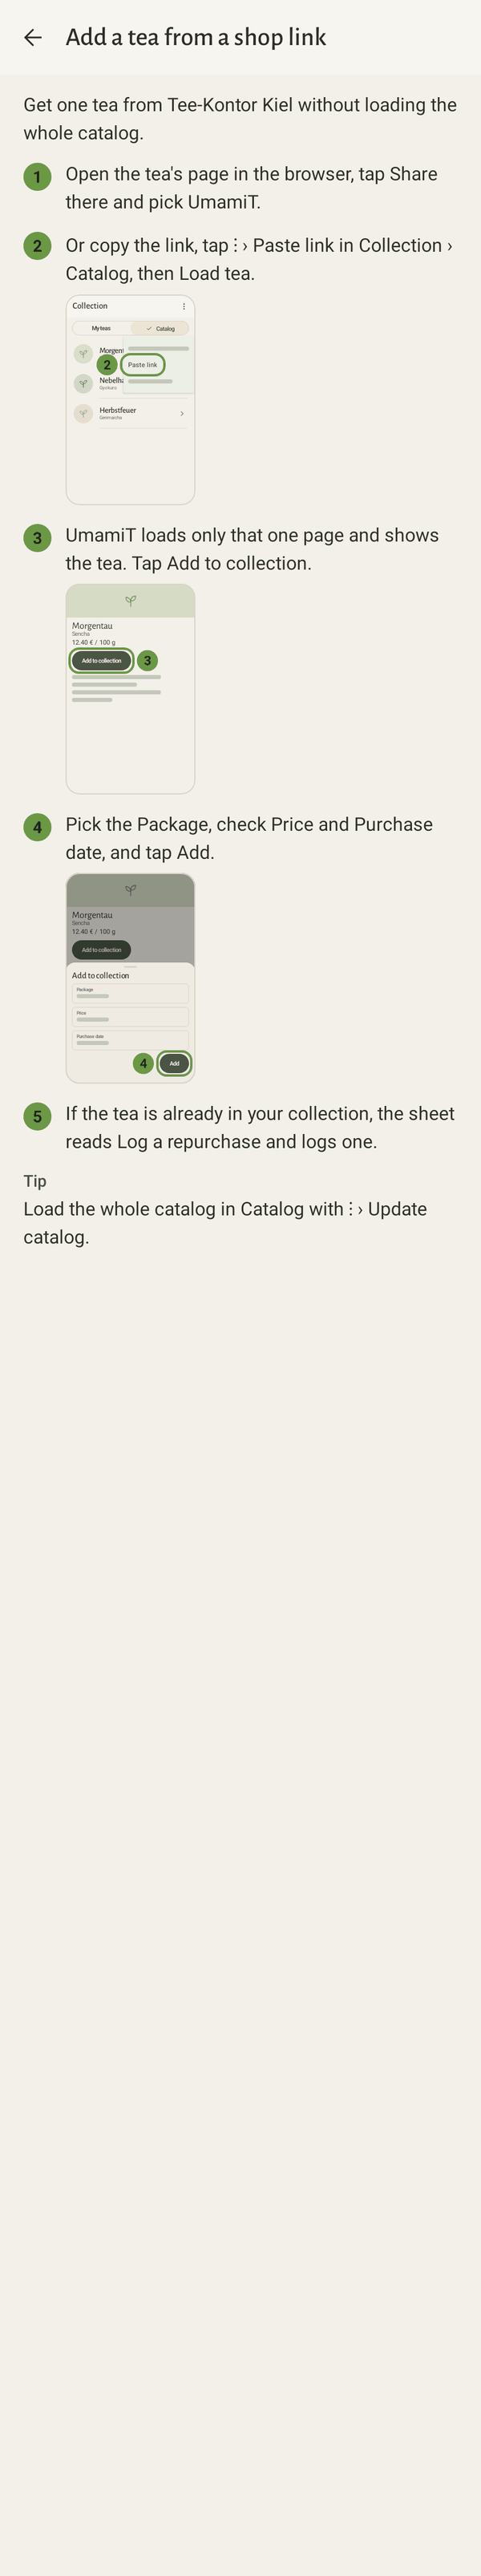 Add a tea from a shop link
Get one tea from Tee-Kontor Kiel without loading the
whole catalog.
1
Open the tea's page in the browser, tap Share
there and pick UmamiT.
2
Or copy the link, tap ⋮ › Paste link in Collection ›
Catalog, then Load tea.
Collection
My teas
Catalog
2
Paste link
Herbstfeuer
Genmaicha
3
UmamiT loads only that one page and shows
the tea. Tap Add to collection.
Morgentau
Sencha
12.40 € / 100 g
Add to collection
3
4
Pick the Package, check Price and Purchase
date, and tap Add.
Morgentau
Sencha
12.40 € / 100 g
Add to collection
Add to collection
Package
Price
Purchase date
4
Add
5
If the tea is already in your collection, the sheet
reads Log a repurchase and logs one.
Tip
Load the whole catalog in Catalog with ⋮ › Update
catalog.